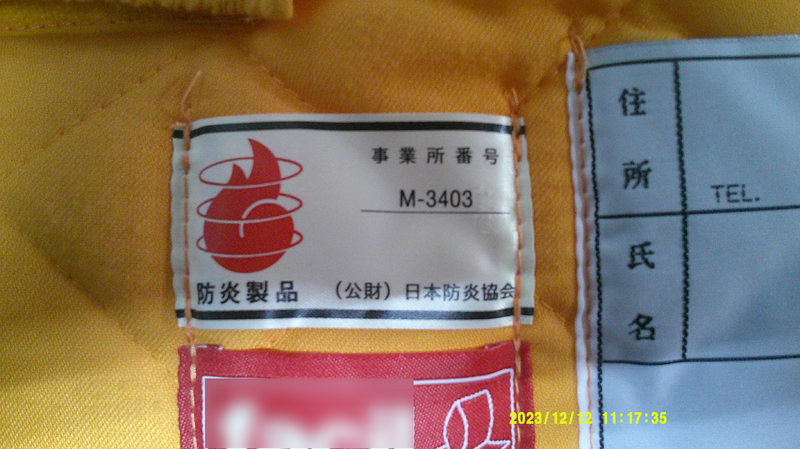 事業所番号
M-3403
防炎製品 (公財)日本防炎協会
住所
TEL.
氏名
2023/12/12 11:17:35